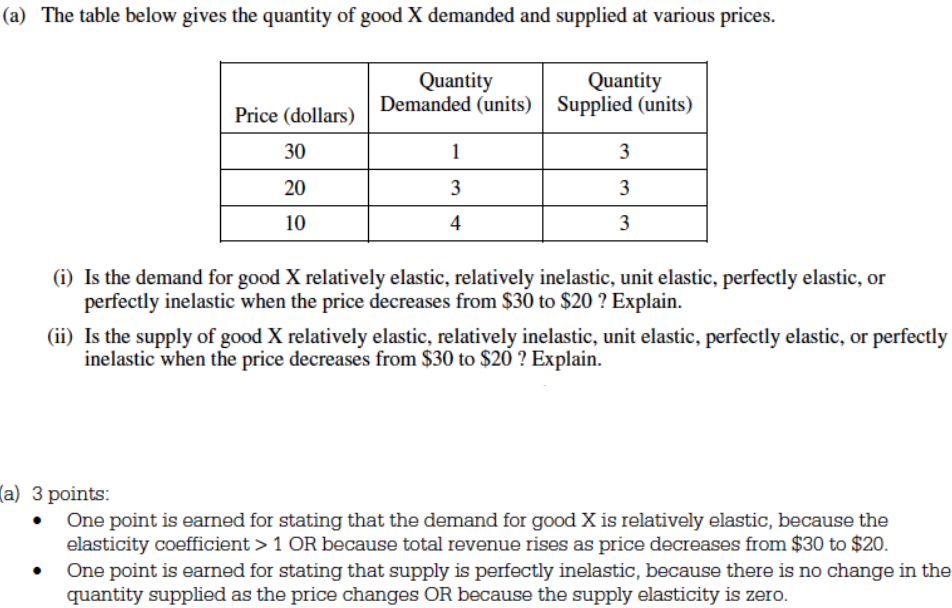 (a) The table below gives the quantity of good X demanded and supplied at various prices.
Price (dollars) Quantity Demanded (units) Quantity Supplied (units)
30 1 3
20 3 3
10 4 3
(i) Is the demand for good X relatively elastic, relatively inelastic, unit elastic, perfectly elastic, or
perfectly inelastic when the price decreases from $30 to $20 ? Explain.
(ii) Is the supply of good X relatively elastic, relatively inelastic, unit elastic, perfectly elastic, or perfectly
inelastic when the price decreases from $30 to $20 ? Explain.
(a) 3 points:
• One point is earned for stating that the demand for good X is relatively elastic, because the
elasticity coefficient > 1 OR because total revenue rises as price decreases from $30 to $20.
• One point is earned for stating that supply is perfectly inelastic, because there is no change in the
quantity supplied as the price changes OR because the supply elasticity is zero.